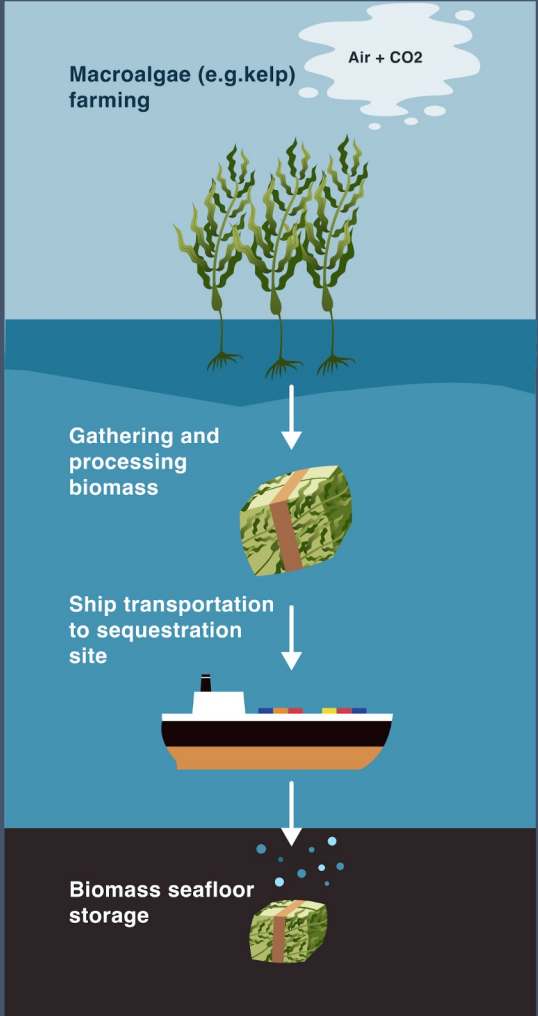 Air + CO2
Macroalgae (e.g.kelp)
farming
Gathering and
processing
biomass
Ship transportation
to sequestration
site
Biomass seafloor
storage